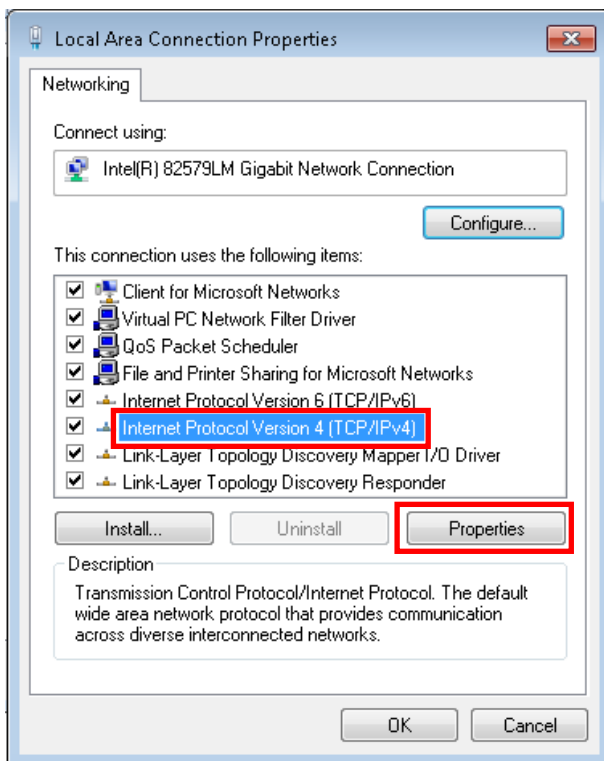 Local Area Connection Properties
Networking
Connect using:
Intel(R) 82579LM Gigabit Network Connection
Configure...
This connection uses the following items:
Client for Microsoft Networks
Virtual PC Network Filter Driver
QoS Packet Scheduler
File and Printer Sharing for Microsoft Networks
Internet Protocol Version 6 (TCP/IPv6)
Internet Protocol Version 4 (TCP/IPv4)
Link-Layer Topology Discovery Mapper I/O Driver
Link-Layer Topology Discovery Responder
Install... Uninstall Properties
Description
Transmission Control Protocol/Internet Protocol. The default
wide area network protocol that provides communication
across diverse interconnected networks.
OK Cancel